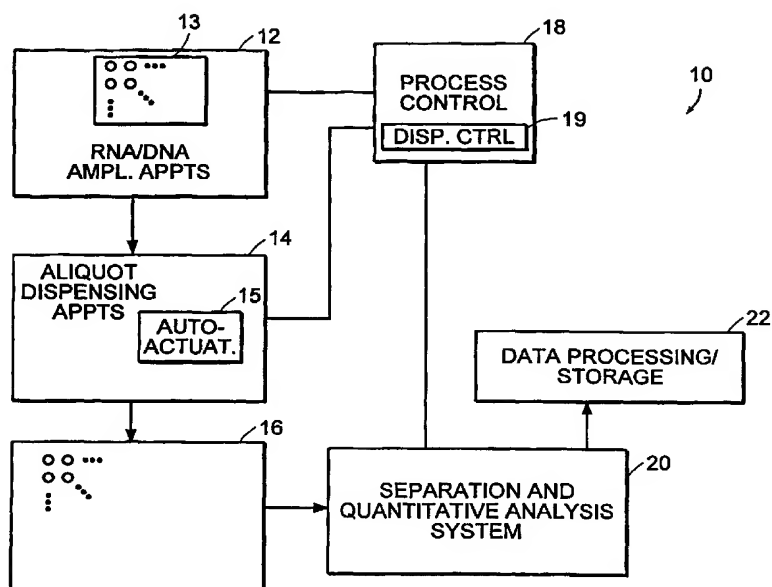 13
12
RNA/DNA
AMPL. APPTS
18
PROCESS
CONTROL
19
DISP. CTRL
10
14
ALIQUOT
DISPENSING
APPTS
15
AUTO-
ACTUAT.
22
DATA PROCESSING/
STORAGE
16
20
SEPARATION AND
QUANTITATIVE ANALYSIS
SYSTEM